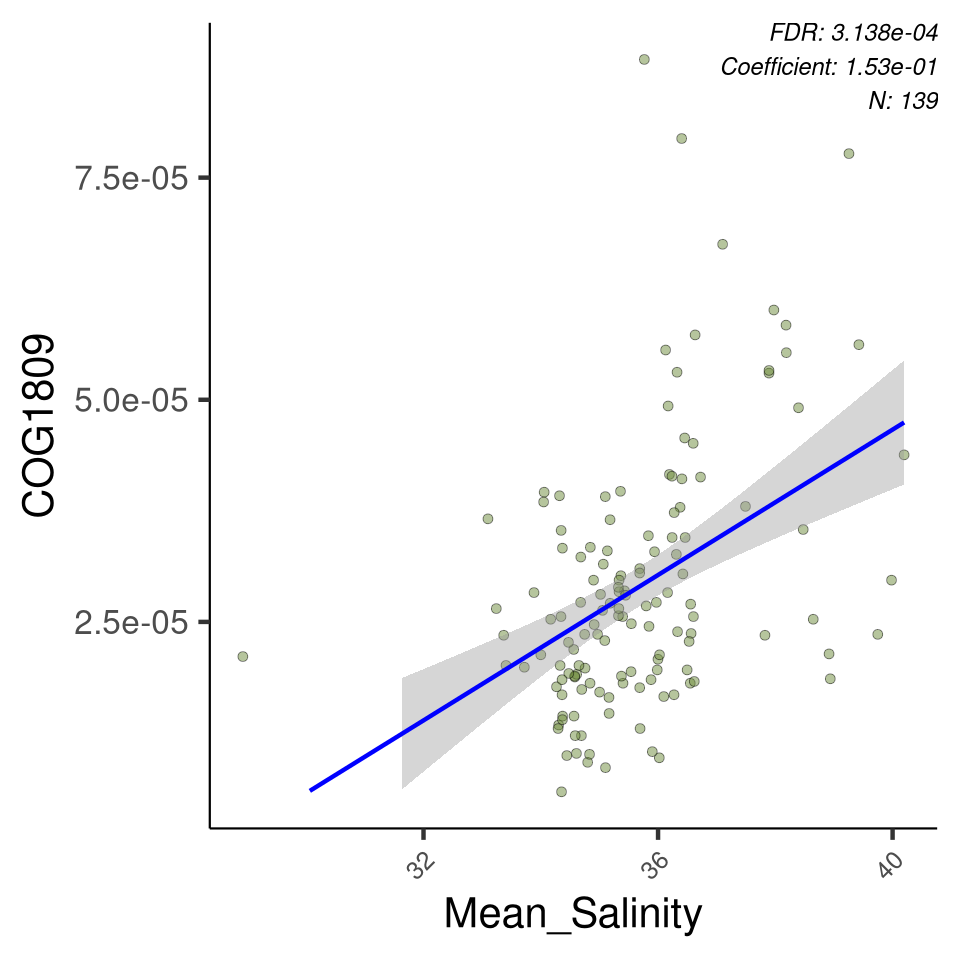 FDR: 3.138e-04
Coefficient: 1.53e-01
N: 139
7.5e-05
5.0e-05
2.5e-05
COG1809
32
36
40
Mean_Salinity